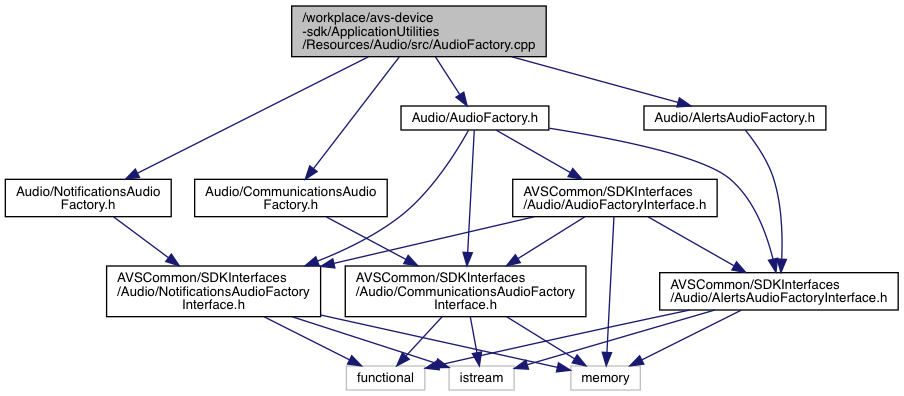 /workplace/avs-device
-sdk/ApplicationUtilities
/Resources/Audio/src/AudioFactory.cpp
Audio/AudioFactory.h
Audio/AlertsAudioFactory.h
Audio/NotificationsAudio
Factory.h
Audio/CommunicationsAudio
Factory.h
AVSCommon/SDKInterfaces
/Audio/AudioFactoryInterface.h
AVSCommon/SDKInterfaces
/Audio/NotificationsAudioFactory
Interface.h
AVSCommon/SDKInterfaces
/Audio/CommunicationsAudioFactory
Interface.h
AVSCommon/SDKInterfaces
/Audio/AlertsAudioFactoryInterface.h
functional
istream
memory